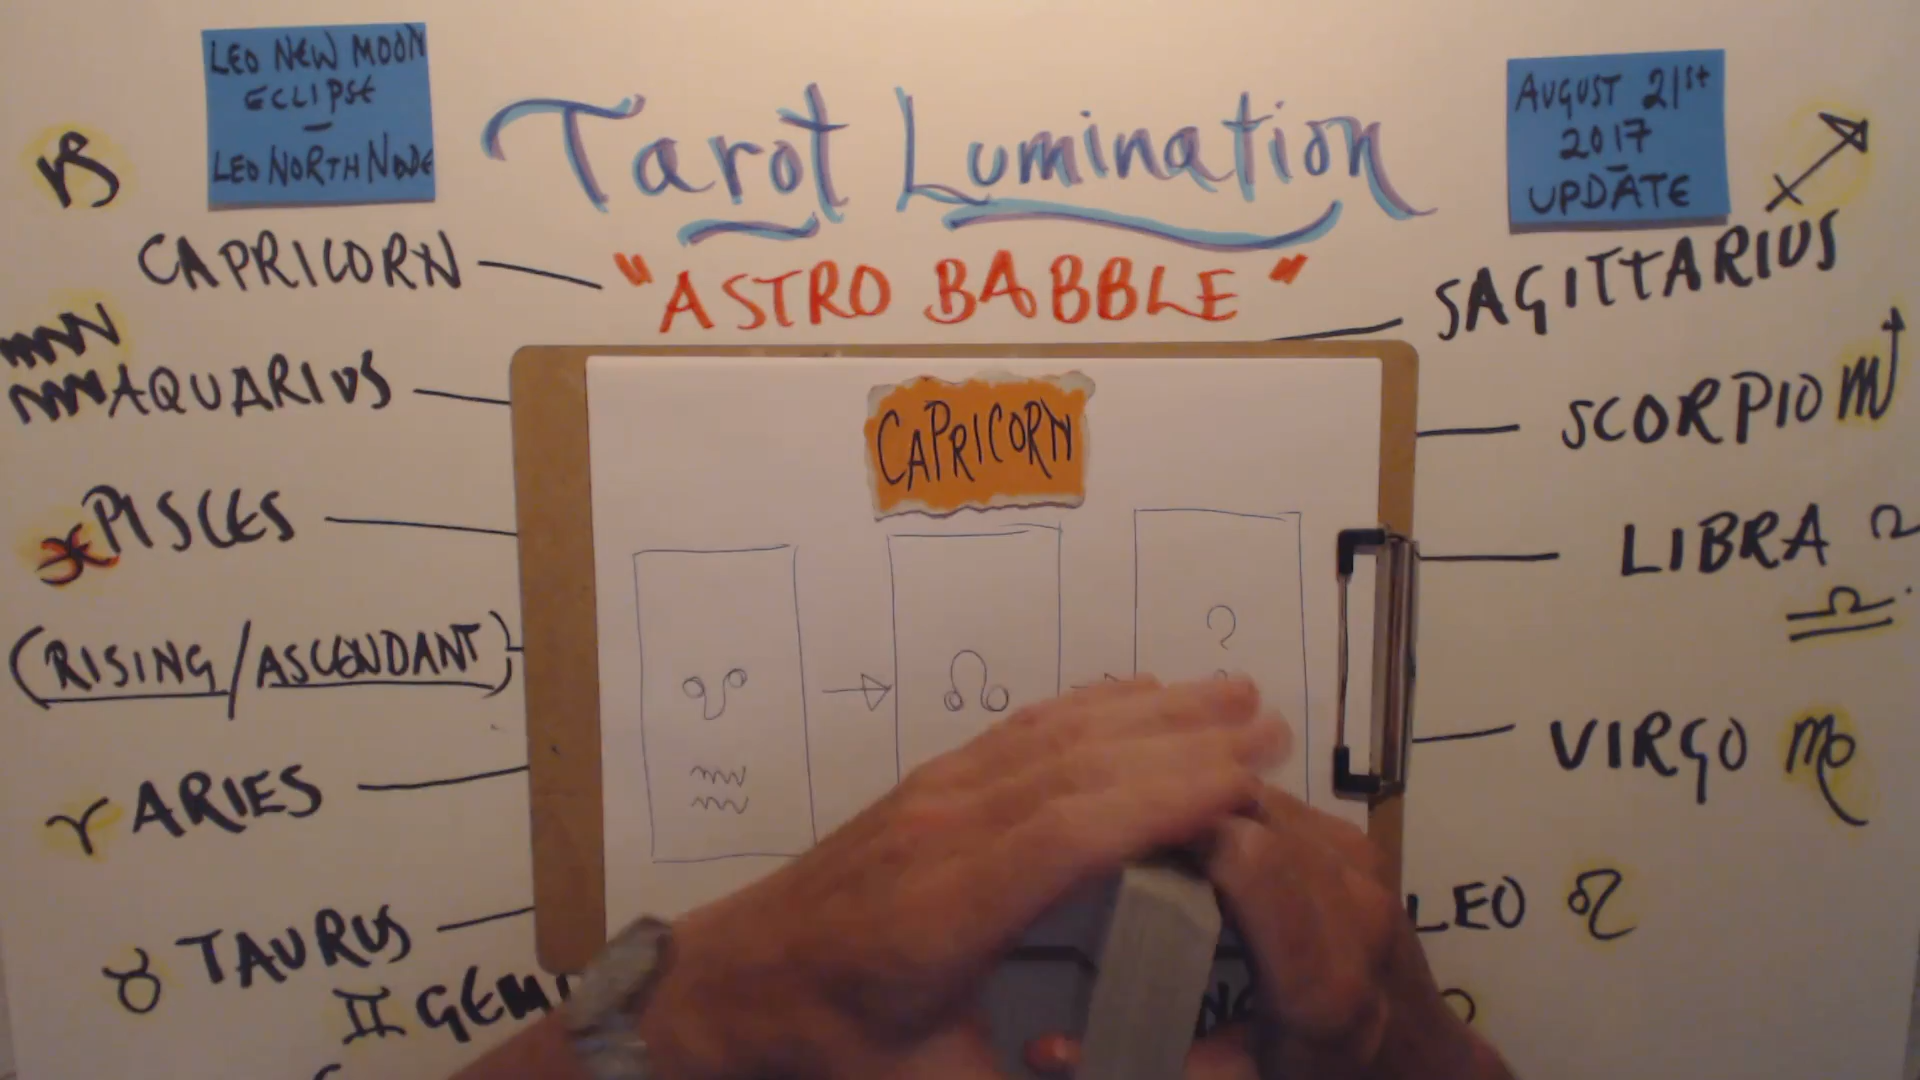 LEO NEW MOON
ECLIPSE
-
LEO NORTH NODE
Tarot Lumination
"ASTRO BABBLE"
AUGUST 21st
2017
-
UPDATE
♑
CAPRICORN
♒ AQUARIUS
♓ PISCES
(RISING/ASCENDANT)
♈ ARIES
♉ TAURUS
♊ GEMI
♐
SAGITTARIUS
SCORPIO ♏
LIBRA ♎
VIRGO ♍
LEO ♌
CAPRICORN
☋
♒
☊
?